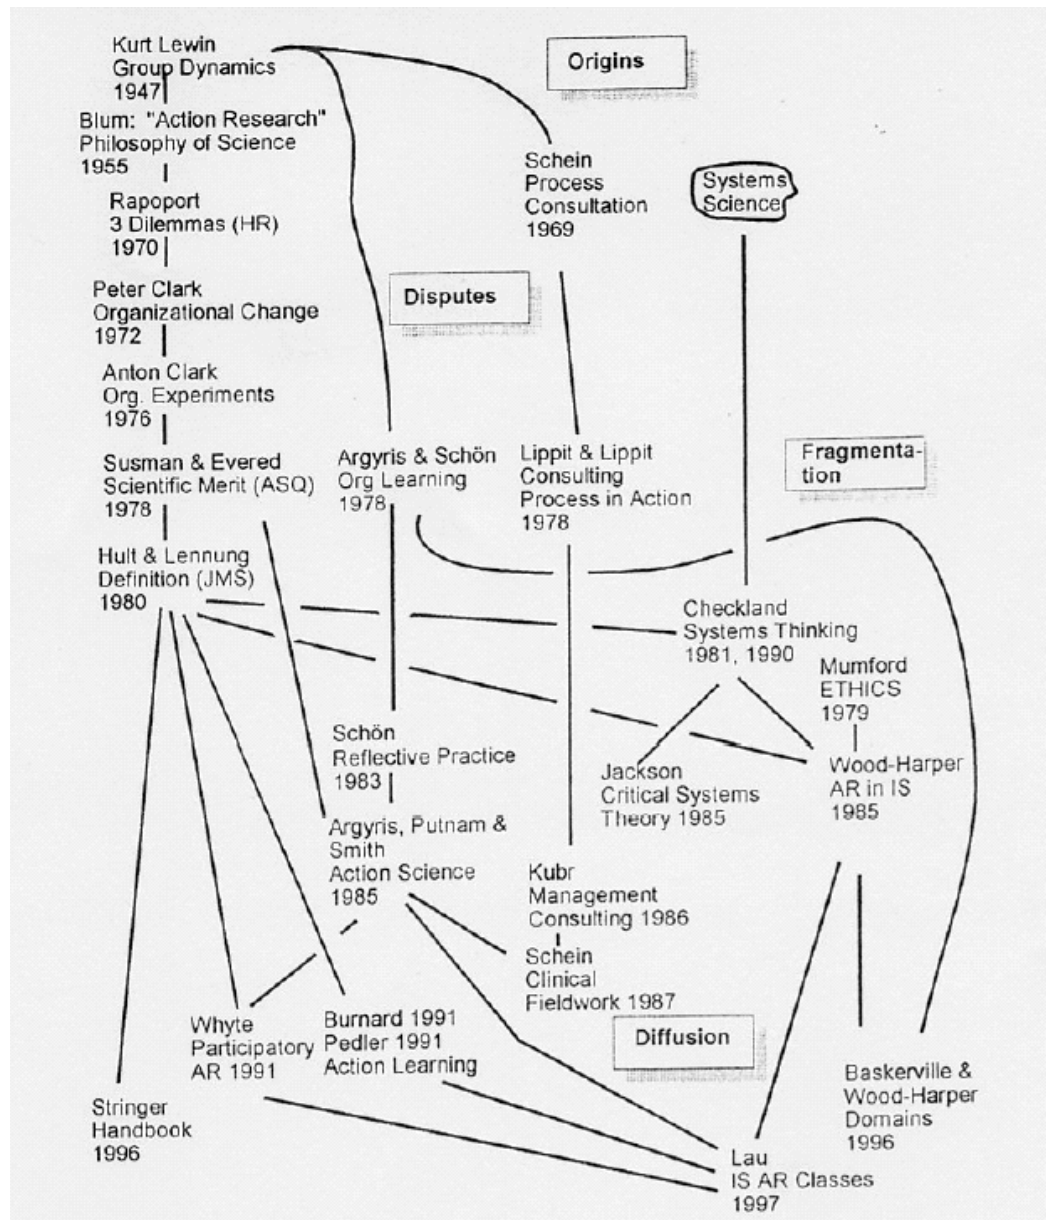 Kurt Lewin
Group Dynamics
1947
Origins
Blum: "Action Research"
Philosophy of Science
1955
Schein
Process
Consultation
1969
Systems
Science
Rapoport
3 Dilemmas (HR)
1970
Peter Clark
Organizational Change
1972
Disputes
Anton Clark
Org. Experiments
1976
Susman & Evered
Scientific Merit (ASQ)
1978
Argyris & Schön
Org Learning
1978
Lippit & Lippit
Consulting
Process in Action
1978
Fragmenta-
tion
Hult & Lennung
Definition (JMS)
1980
Checkland
Systems Thinking
1981, 1990
Mumford
ETHICS
1979
Schön
Reflective Practice
1983
Jackson
Critical Systems
Theory 1985
Wood-Harper
AR in IS
1985
Argyris, Putnam &
Smith
Action Science
1985
Kubr
Management
Consulting 1986
Schein
Clinical
Fieldwork 1987
Whyte
Participatory
AR 1991
Burnard 1991
Pedler 1991
Action Learning
Diffusion
Baskerville &
Wood-Harper
Domains
1996
Stringer
Handbook
1996
Lau
IS AR Classes
1997